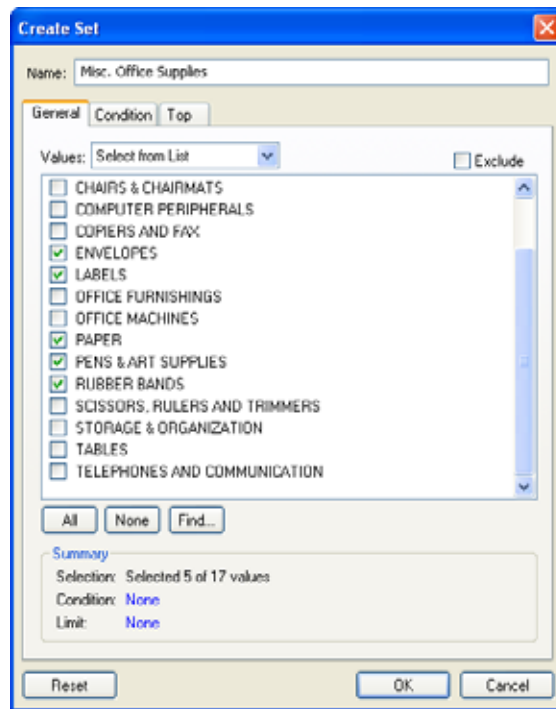 Create Set
Name: Misc. Office Supplies
General Condition Top
Values: Select from List Exclude
CHAIRS & CHAIRMATS
COMPUTER PERIPHERALS
COPIERS AND FAX
ENVELOPES
LABELS
OFFICE FURNISHINGS
OFFICE MACHINES
PAPER
PENS & ART SUPPLIES
RUBBER BANDS
SCISSORS, RULERS AND TRIMMERS
STORAGE & ORGANIZATION
TABLES
TELEPHONES AND COMMUNICATION
All None Find...
Summary
Selection: Selected 5 of 17 values
Condition: None
Limit: None
Reset OK Cancel